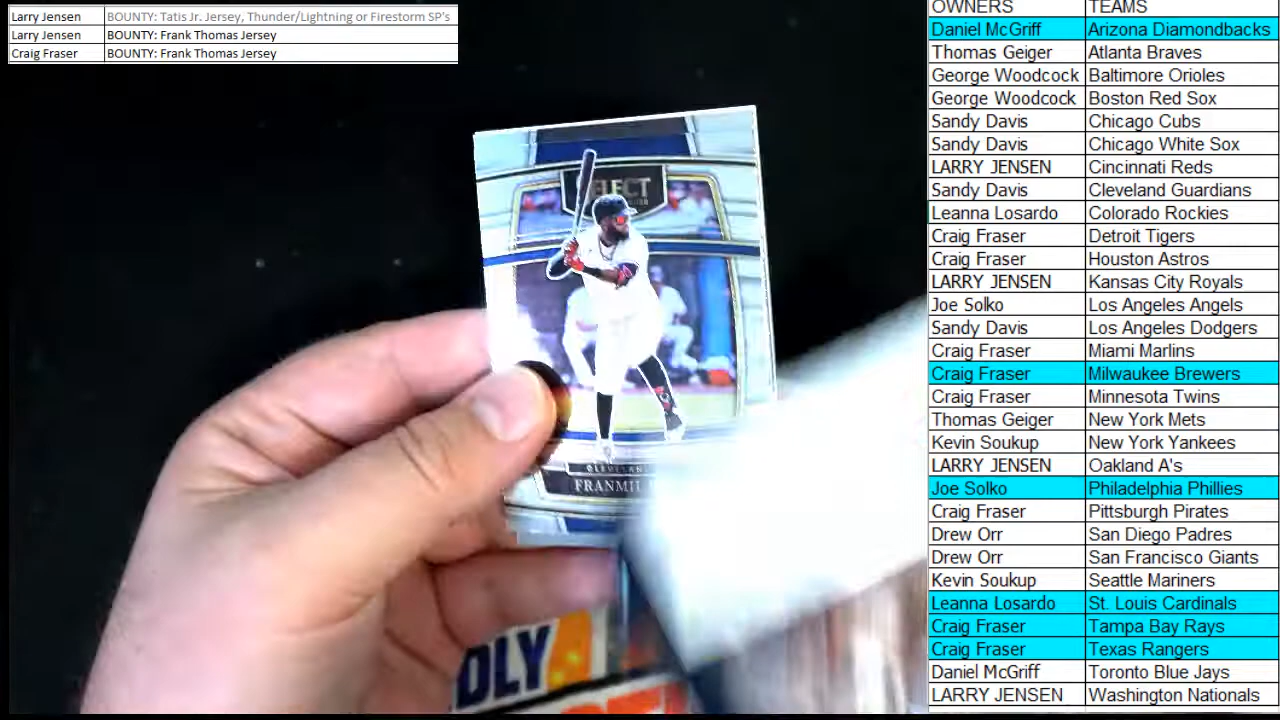 Larry Jensen BOUNTY: Tatis Jr. Jersey, Thunder/Lightning or Firestorm SP's
Larry Jensen BOUNTY: Frank Thomas Jersey
Craig Fraser BOUNTY: Frank Thomas Jersey
OWNERS TEAMS
Daniel McGriff Arizona Diamondbacks
Thomas Geiger Atlanta Braves
George Woodcock Baltimore Orioles
George Woodcock Boston Red Sox
Sandy Davis Chicago Cubs
Sandy Davis Chicago White Sox
LARRY JENSEN Cincinnati Reds
Sandy Davis Cleveland Guardians
Leanna Losardo Colorado Rockies
Craig Fraser Detroit Tigers
Craig Fraser Houston Astros
LARRY JENSEN Kansas City Royals
Joe Solko Los Angeles Angels
Sandy Davis Los Angeles Dodgers
Craig Fraser Miami Marlins
Craig Fraser Milwaukee Brewers
Craig Fraser Minnesota Twins
Thomas Geiger New York Mets
Kevin Soukup New York Yankees
LARRY JENSEN Oakland A's
Joe Solko Philadelphia Phillies
Craig Fraser Pittsburgh Pirates
Drew Orr San Diego Padres
Drew Orr San Francisco Giants
Kevin Soukup Seattle Mariners
Leanna Losardo St. Louis Cardinals
Craig Fraser Tampa Bay Rays
Craig Fraser Texas Rangers
Daniel McGriff Toronto Blue Jays
LARRY JENSEN Washington Nationals
SELECT
CLEVELAN
FRANMIL
OLY